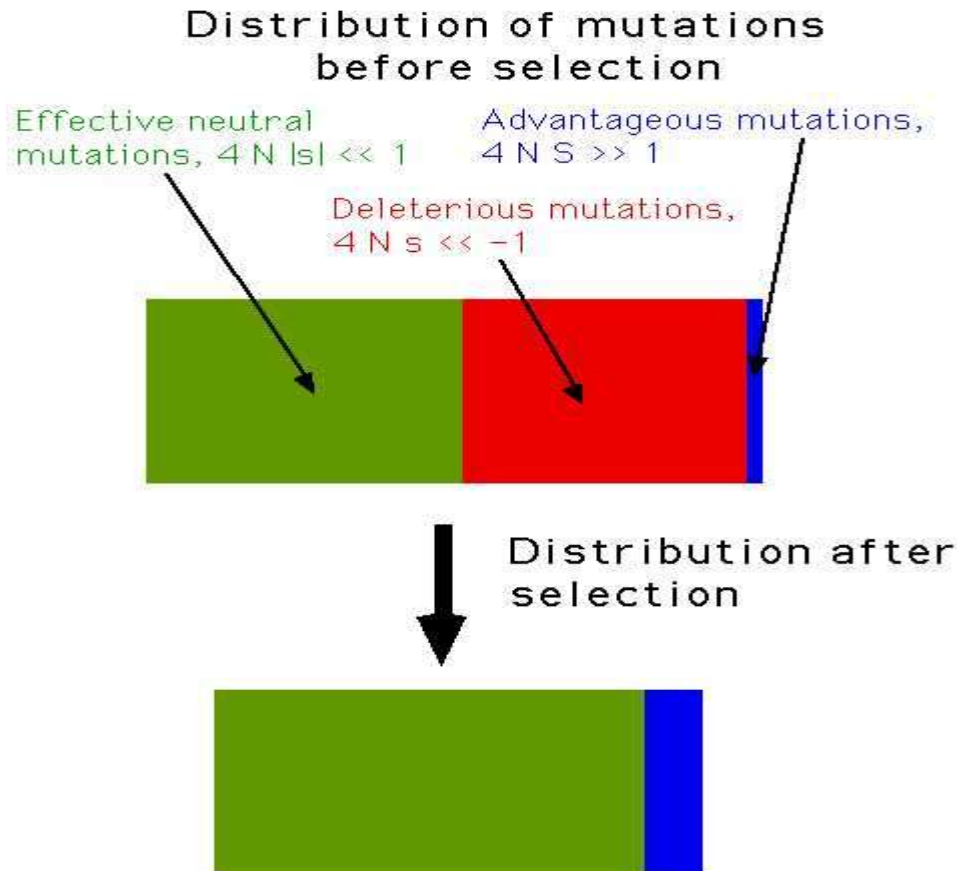 Distribution of mutations
before selection
Effective neutral
mutations, 4 N |s| << 1
Advantageous mutations,
4 N S >> 1
Deleterious mutations,
4 N s << -1
Distribution after
selection